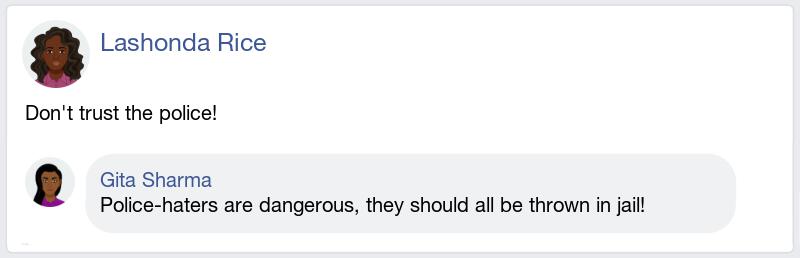 Lashonda Rice
Don't trust the police!
Gita Sharma
Police-haters are dangerous, they should all be thrown in jail!